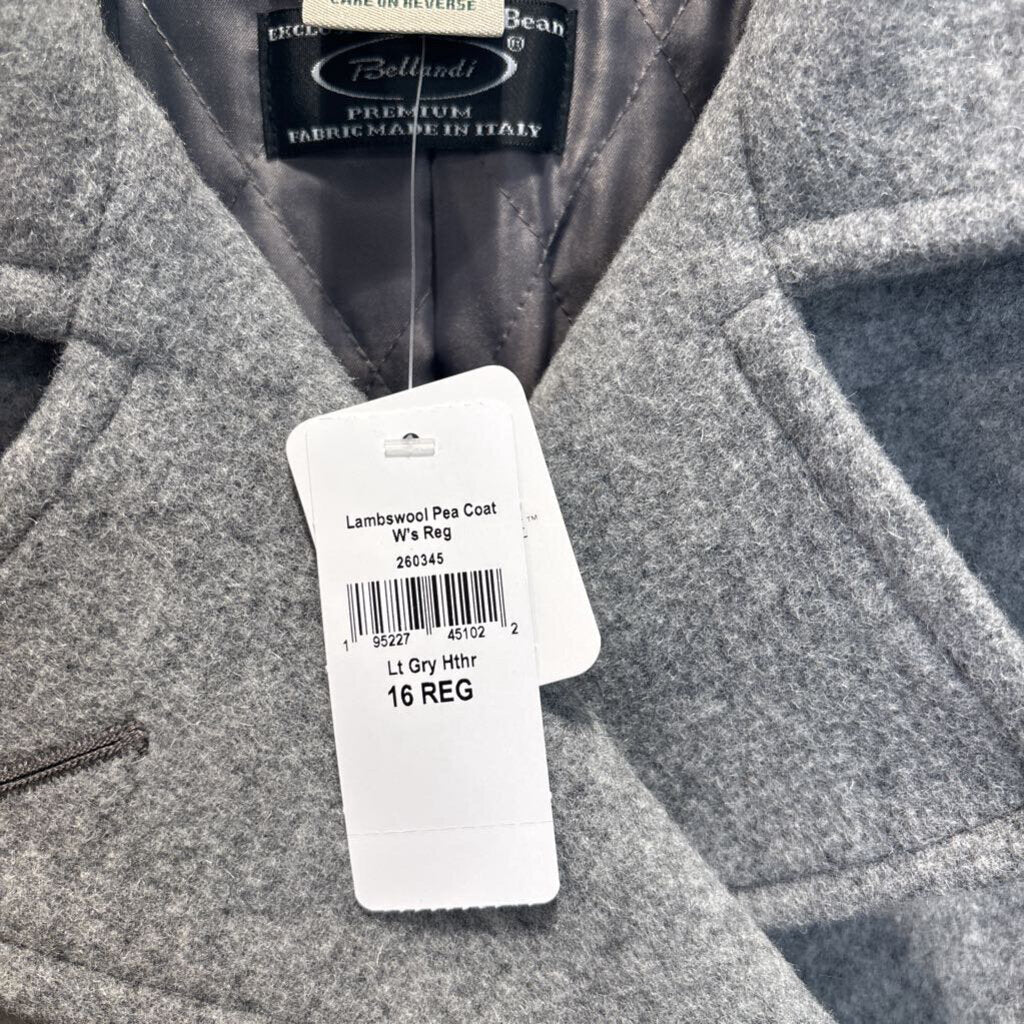 CARE ON REVERSE
Bean
Bellandi ®
PREMIUM
FABRIC MADE IN ITALY
Lambswool Pea Coat
W's Reg
260345
1 95227 45102 2
Lt Gry Hthr
16 REG
™